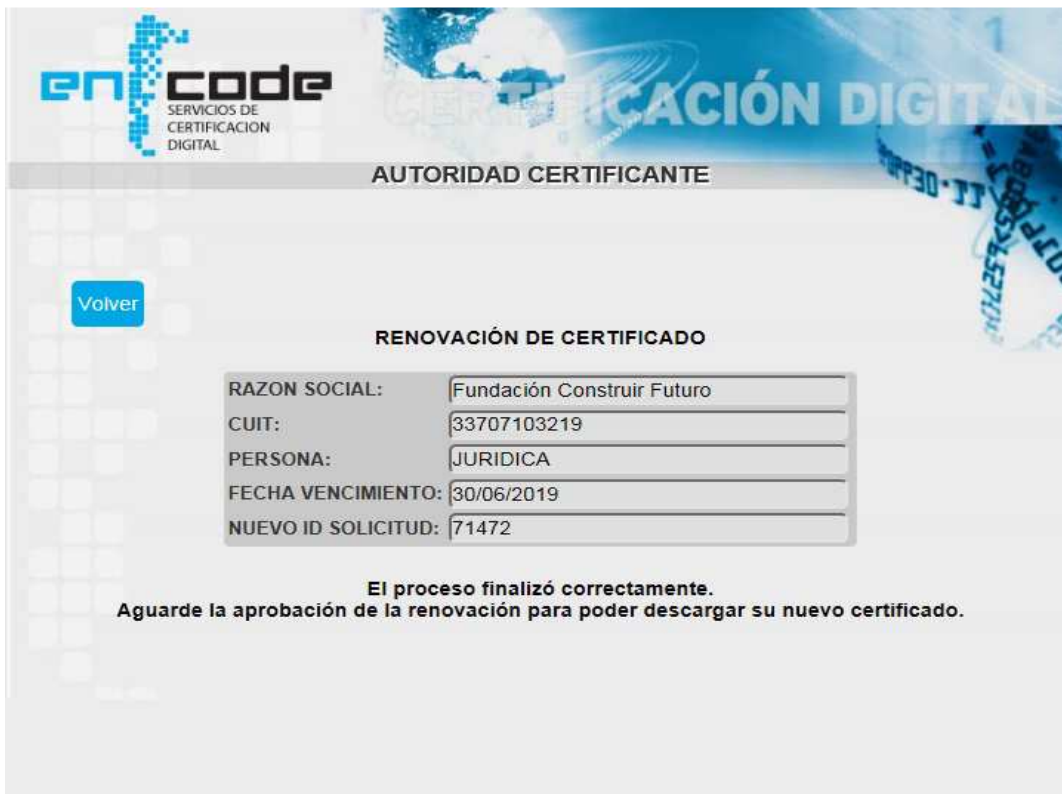 encode
SERVICIOS DE
CERTIFICACION
DIGITAL
CERTIFICACIÓN DIGITAL
AUTORIDAD CERTIFICANTE
Volver
RENOVACIÓN DE CERTIFICADO
RAZON SOCIAL: Fundación Construir Futuro
CUIT: 33707103219
PERSONA: JURIDICA
FECHA VENCIMIENTO: 30/06/2019
NUEVO ID SOLICITUD: 71472
El proceso finalizó correctamente.
Aguarde la aprobación de la renovación para poder descargar su nuevo certificado.